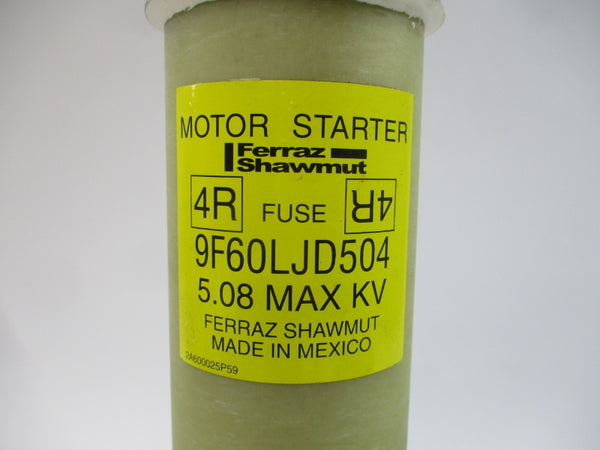 MOTOR STARTER
Ferraz
Shawmut
4R FUSE 4R
9F60LJD504
5.08 MAX KV
FERRAZ SHAWMUT
MADE IN MEXICO
2A600025P59